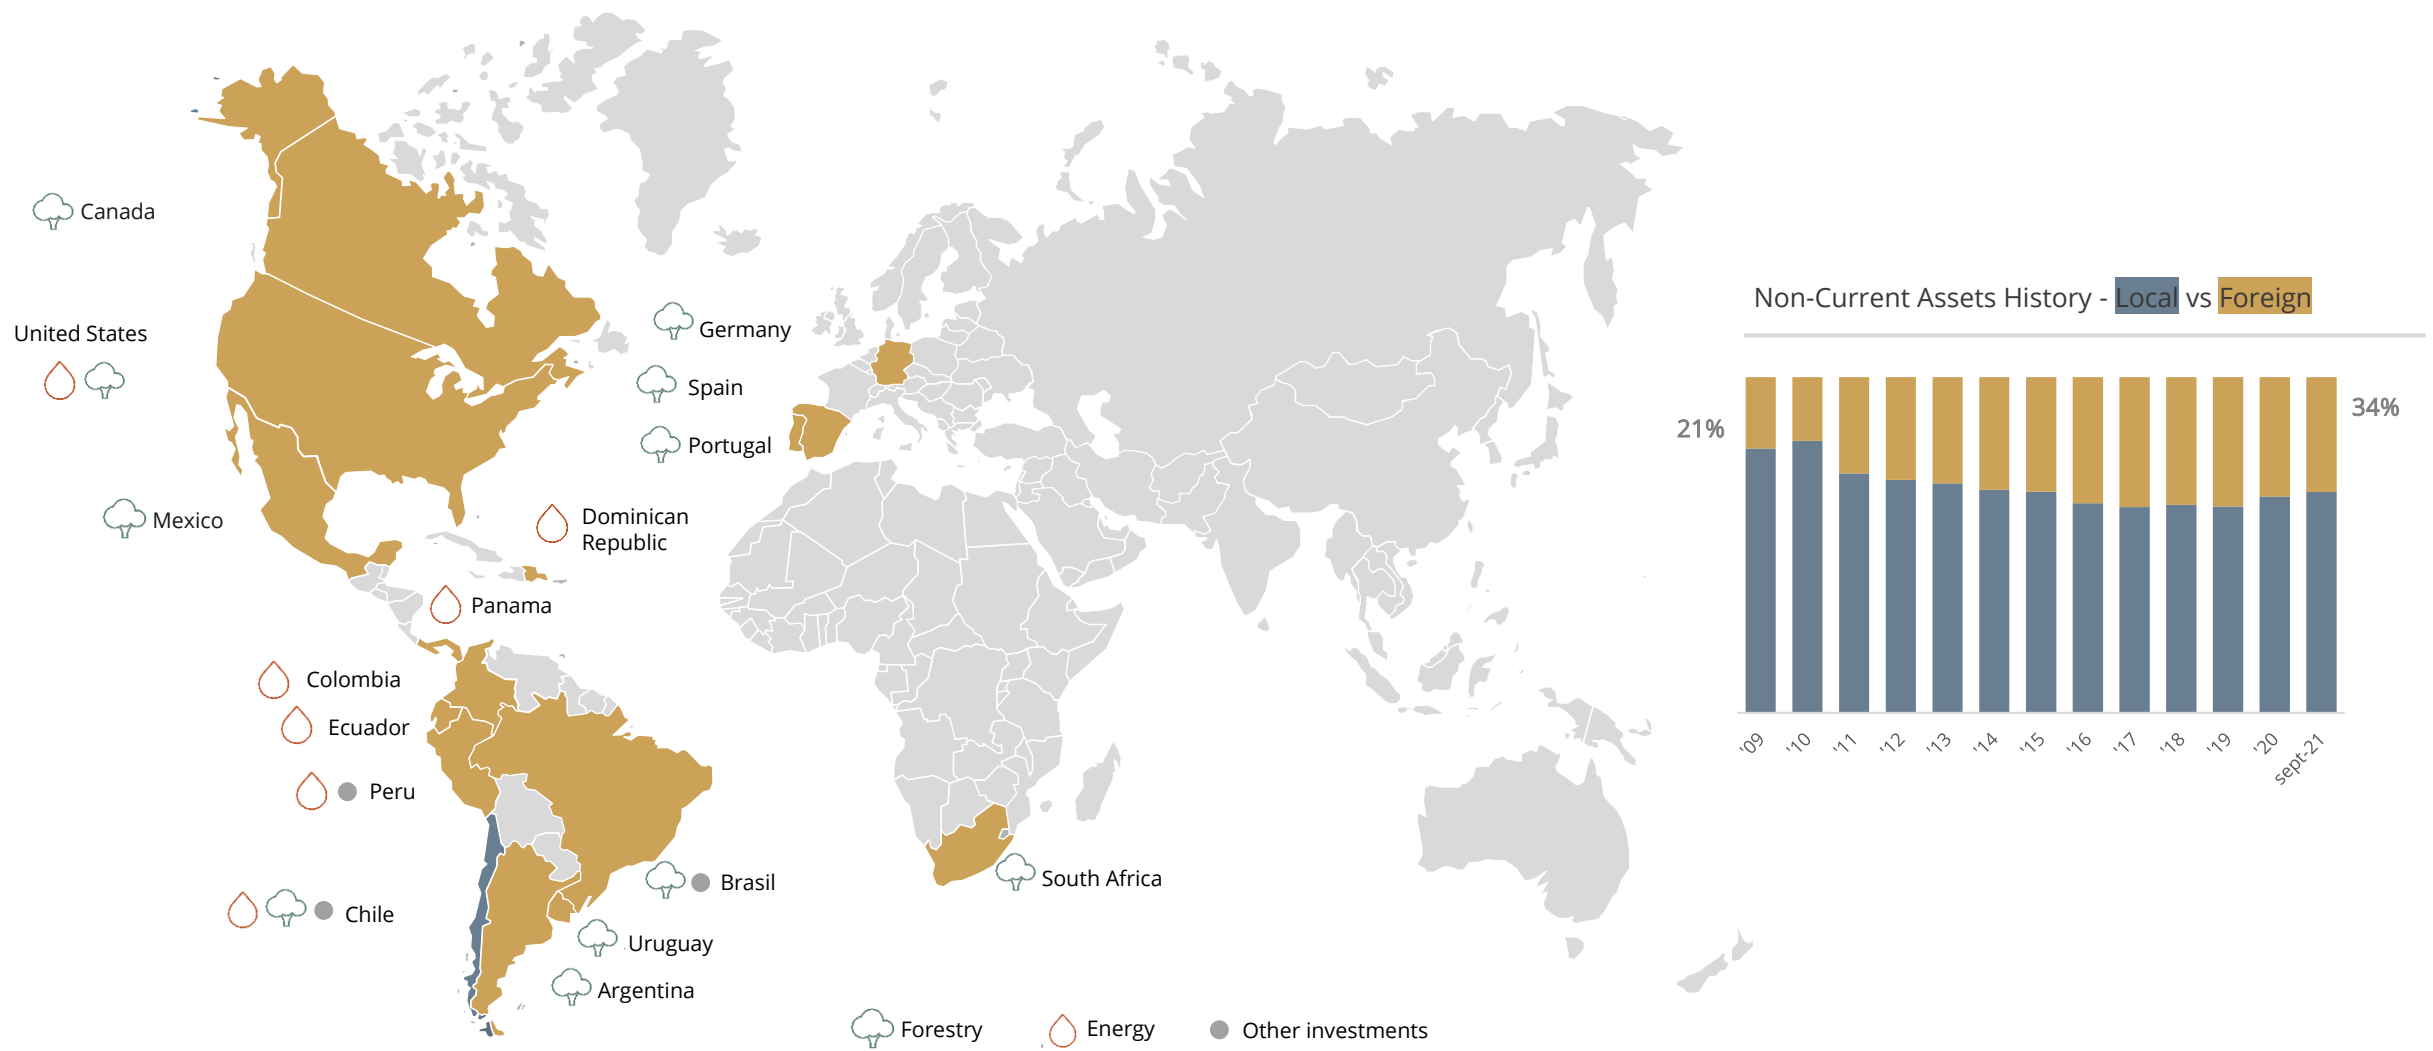 Canada
United States
Mexico
Germany
Spain
Portugal
Dominican
Republic
Panama
Colombia
Ecuador
Peru
Chile
Brasil
Uruguay
Argentina
South Africa
Forestry
Energy
Other investments
Non-Current Assets History - Local vs Foreign
21%
34%
'09 '10 '11 '12 '13 '14 '15 '16 '17 '18 '19 '20 sept-21